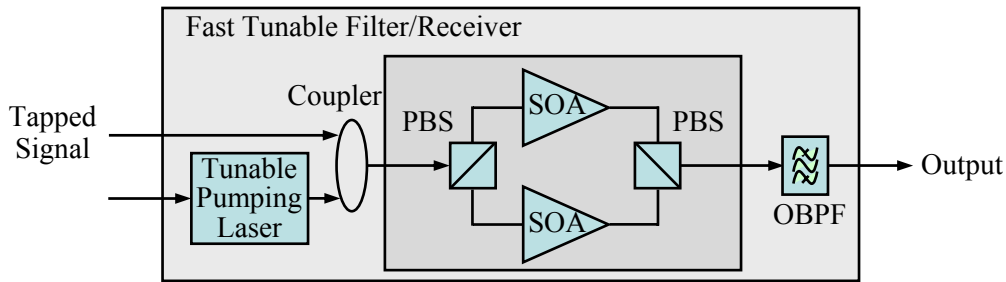 Fast Tunable Filter/Receiver
Coupler
PBS
SOA
PBS
Tapped
Signal
Tunable
Pumping
Laser
SOA
OBPF
Output